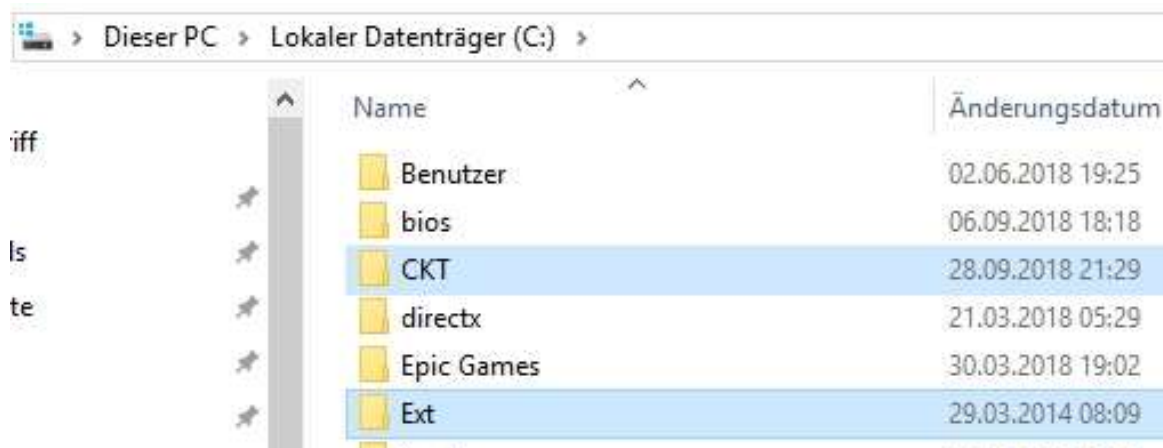 Dieser PC > Lokaler Datenträger (C:) >
Name Änderungsdatum
riff
Benutzer 02.06.2018 19:25
bios 06.09.2018 18:18
ls
CKT 28.09.2018 21:29
te
directx 21.03.2018 05:29
Epic Games 30.03.2018 19:02
Ext 29.03.2014 08:09